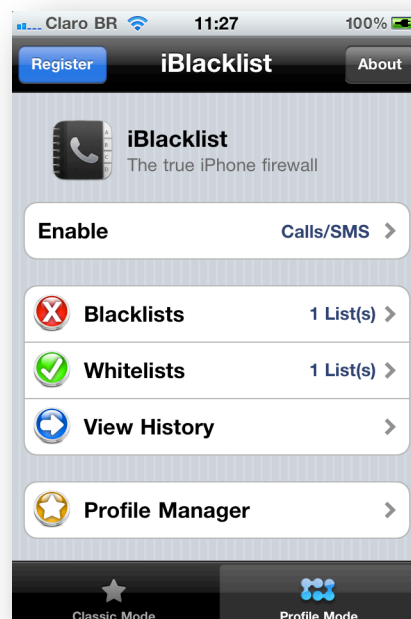 Claro BR 11:27 100%
Register iBlacklist About
iBlacklist
The true iPhone firewall
Enable Calls/SMS
Blacklists 1 List(s)
Whitelists 1 List(s)
View History
Profile Manager
Classic Mode Profile Mode